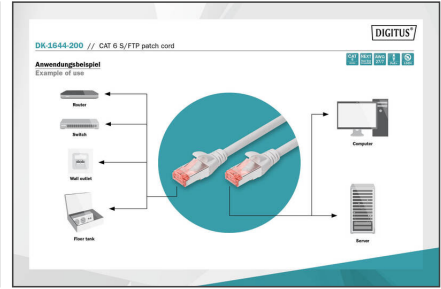 DIGITUS®
DK-1644-200 // CAT 6 S/FTP patch cord
Anwendungsbeispiel
Example of use
Router
Switch
Wall outlet
Floor tank
Computer
Server